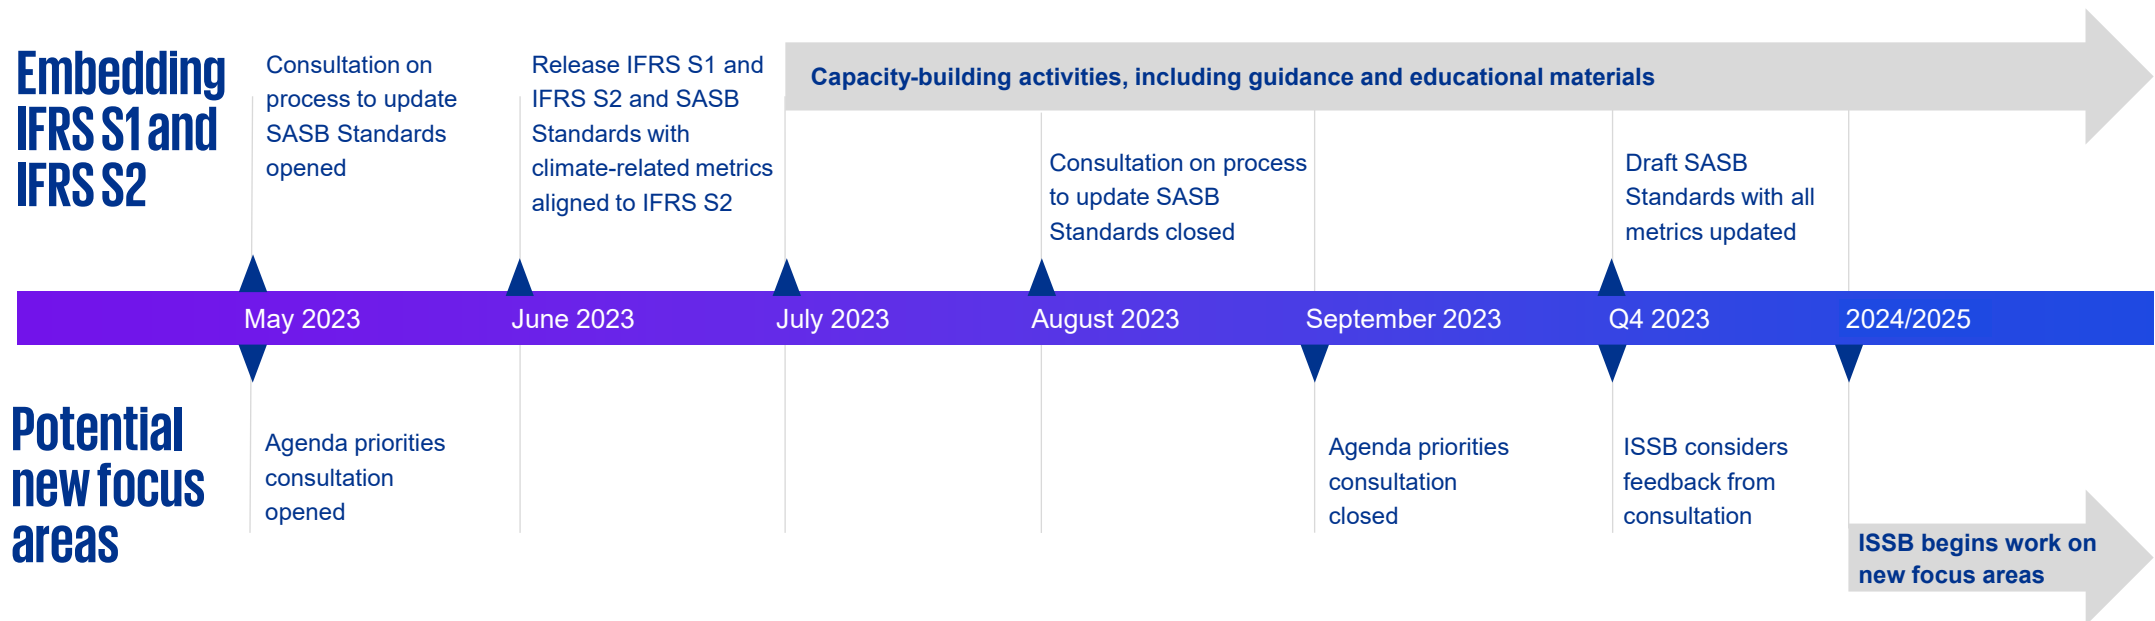 Embedding
IFRS S1 and
IFRS S2
Consultation on
process to update
SASB Standards
opened
Release IFRS S1 and
IFRS S2 and SASB
Standards with
climate-related metrics
aligned to IFRS S2
Capacity-building activities, including guidance and educational materials
Consultation on process
to update SASB
Standards closed
Draft SASB
Standards with all
metrics updated
May 2023
June 2023
July 2023
August 2023
September 2023
Q4 2023
2024/2025
Potential
new focus
areas
Agenda priorities
consultation
opened
Agenda priorities
consultation
closed
ISSB considers
feedback from
consultation
ISSB begins work on
new focus areas